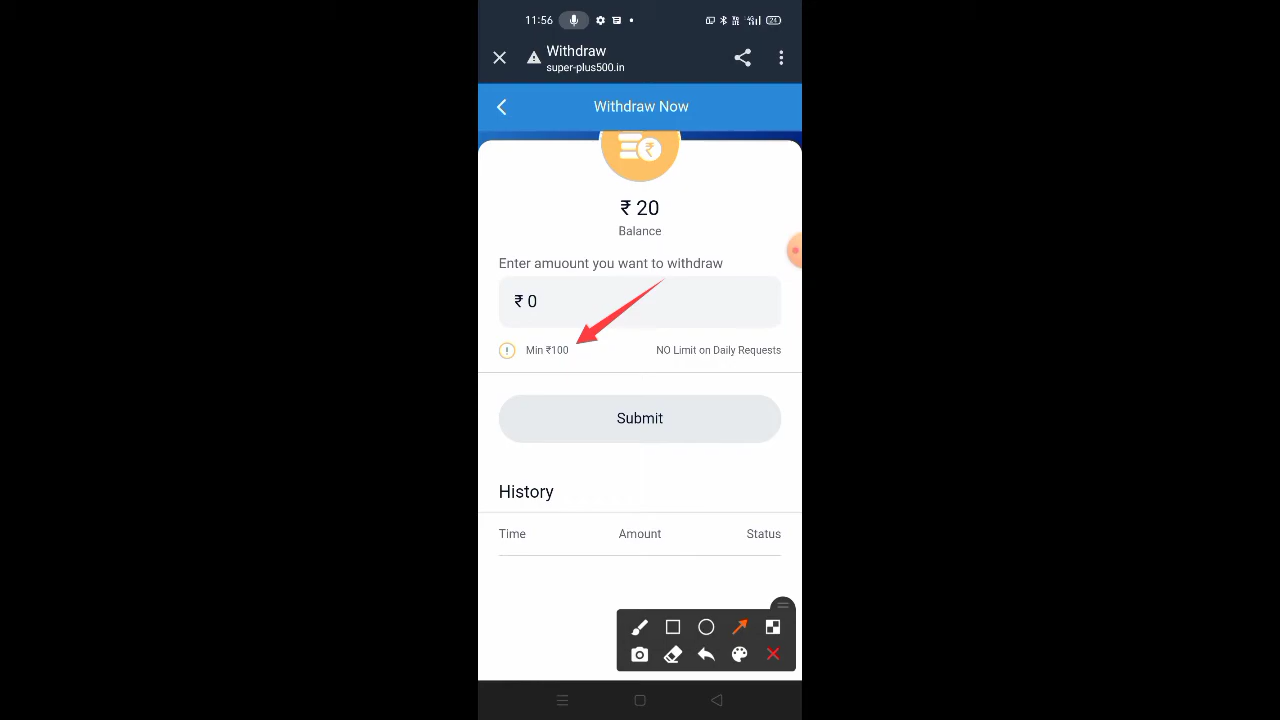 11:56
Withdraw
super-plus500.in
Withdraw Now
₹ 20
Balance
Enter amuount you want to withdraw
₹ 0
Min ₹100 NO Limit on Daily Requests
Submit
History
Time Amount Status